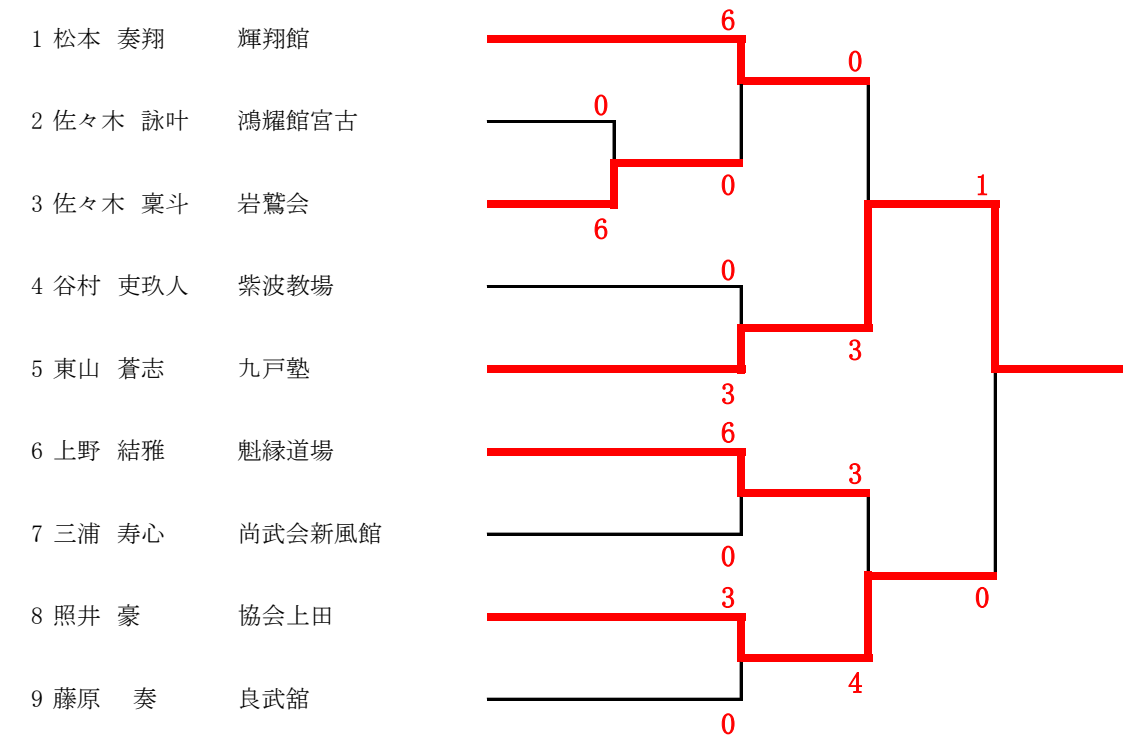 6
1 松本 奏翔 輝翔館
0
0
2 佐々木 詠叶 鴻耀館宮古
0
1
3 佐々木 稟斗 岩鷲会
6
0
4 谷村 吏玖人 紫波教場
3
5 東山 蒼志 九戸塾
3
6
6 上野 結雅 魁縁道場
3
7 三浦 寿心 尚武会新風館
0
3
0
8 照井 豪 協会上田
4
9 藤原 奏 良武舘
0